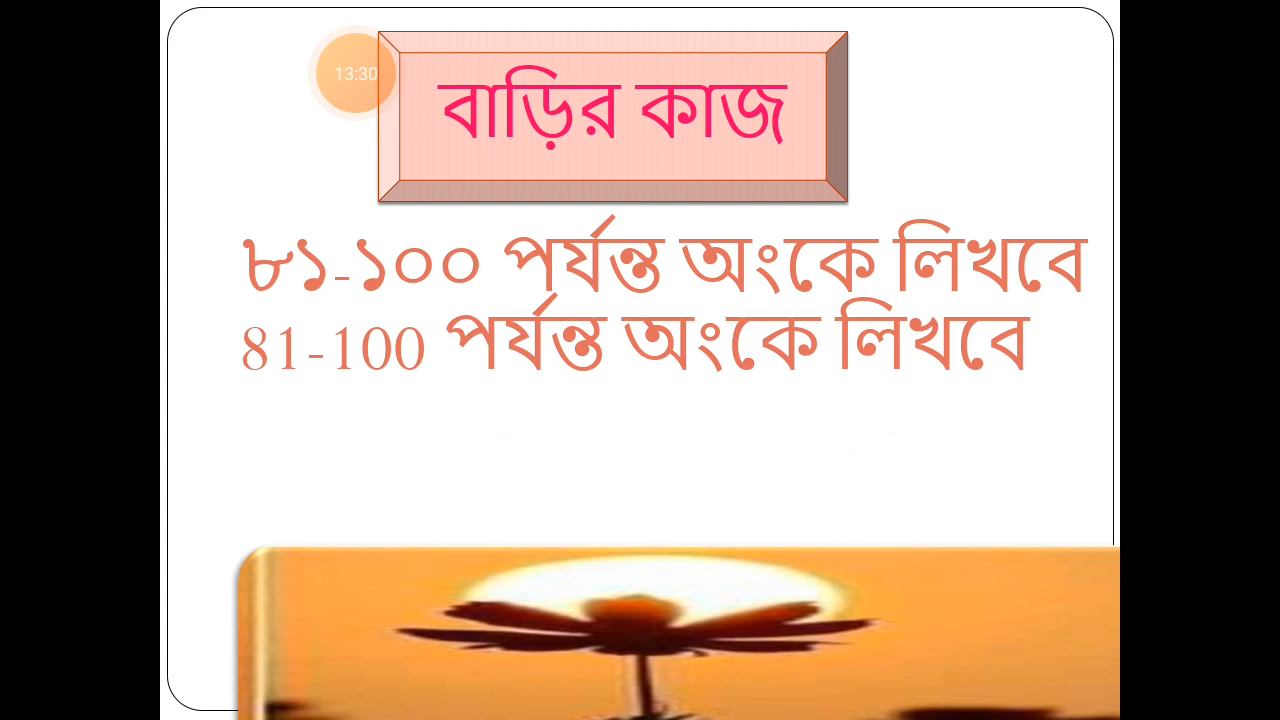 13:30
বাড়ির কাজ
৮১-১০০ পর্যন্ত অংকে লিখবে
81-100 পর্যন্ত অংকে লিখবে